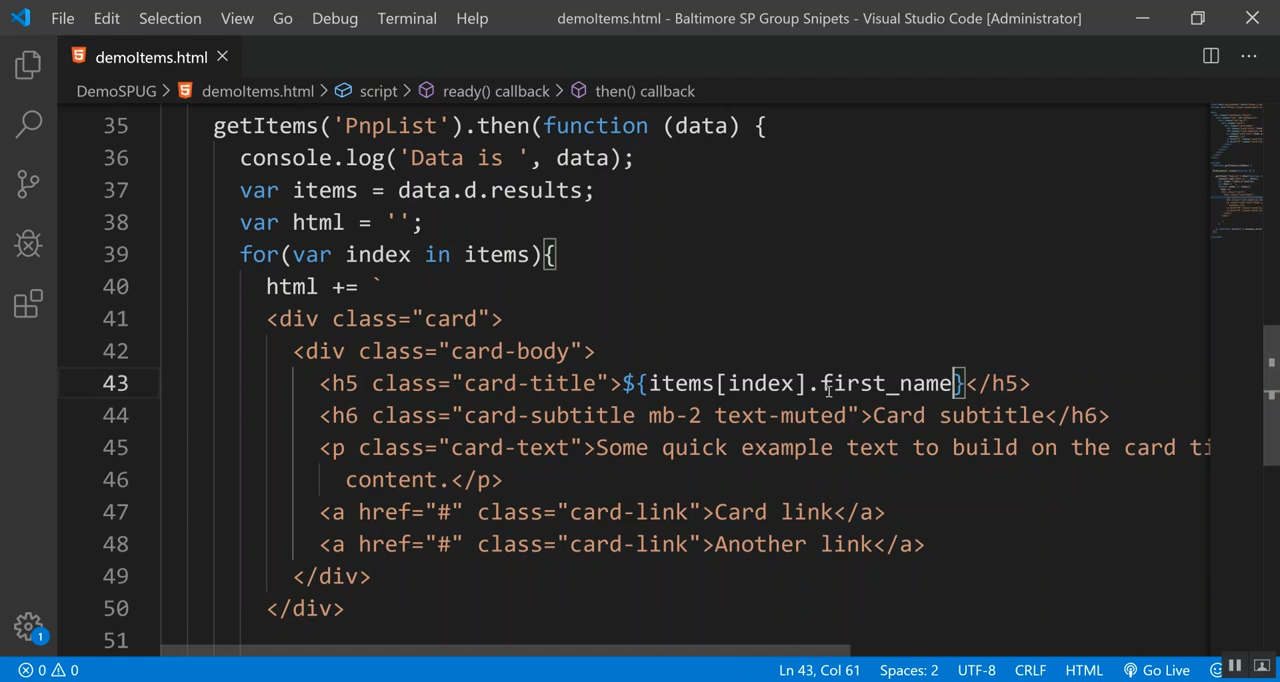 File Edit Selection View Go Debug Terminal Help demoItems.html - Baltimore SP Group Snipets - Visual Studio Code [Administrator]
demoItems.html
DemoSPUG > demoItems.html > script > ready() callback > then() callback
35 getItems('PnpList').then(function (data) {
36 console.log('Data is ', data);
37 var items = data.d.results;
38 var html = '';
39 for(var index in items){
40 html += `
41 <div class="card">
42 <div class="card-body">
43 <h5 class="card-title">${items[index].first_name}</h5>
44 <h6 class="card-subtitle mb-2 text-muted">Card subtitle</h6>
45 <p class="card-text">Some quick example text to build on the card ti
46 content.</p>
47 <a href="#" class="card-link">Card link</a>
48 <a href="#" class="card-link">Another link</a>
49 </div>
50 </div>
51
1
0 0 Ln 43, Col 61 Spaces: 2 UTF-8 CRLF HTML Go Live